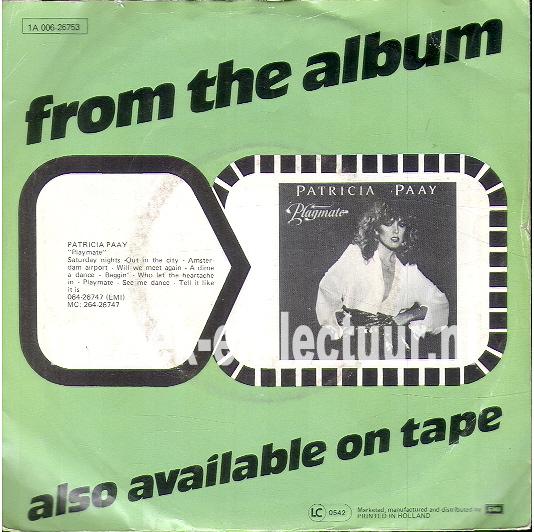 1A 006-26753
from the album
PATRICIA PAAY
"Playmate"
Saturday nights -Out in the city - Amster-
dam airport - Will we meet again - A dime
a dance - Beggin' - Who let the heartache
in - Playmate - See me dance - Tell it like
it is
064-26747 (EMI)
MC: 264-26747
PATRICIA PAAY
Playmate
also available on tape
LC 0542
Marketed, manufactured and distributed by EMI
PRINTED IN HOLLAND